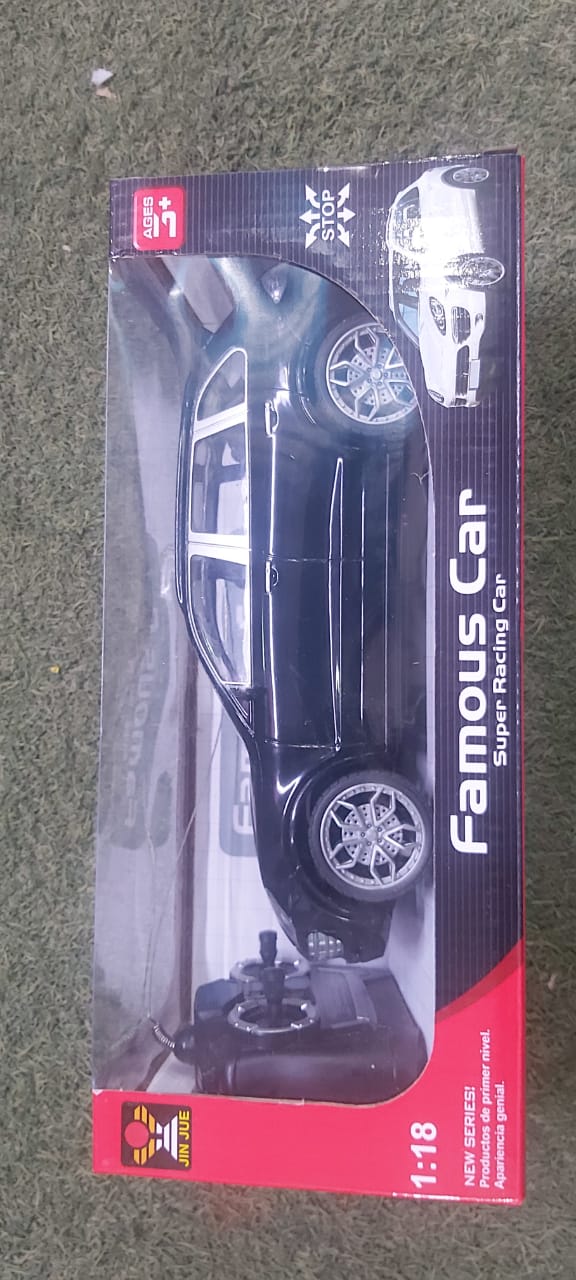 JIN JUE
AGES
STOP
Famous Car
Super Racing Car
1:18
NEW SERIES!
Productos de primer nivel.
Apariencia genial.